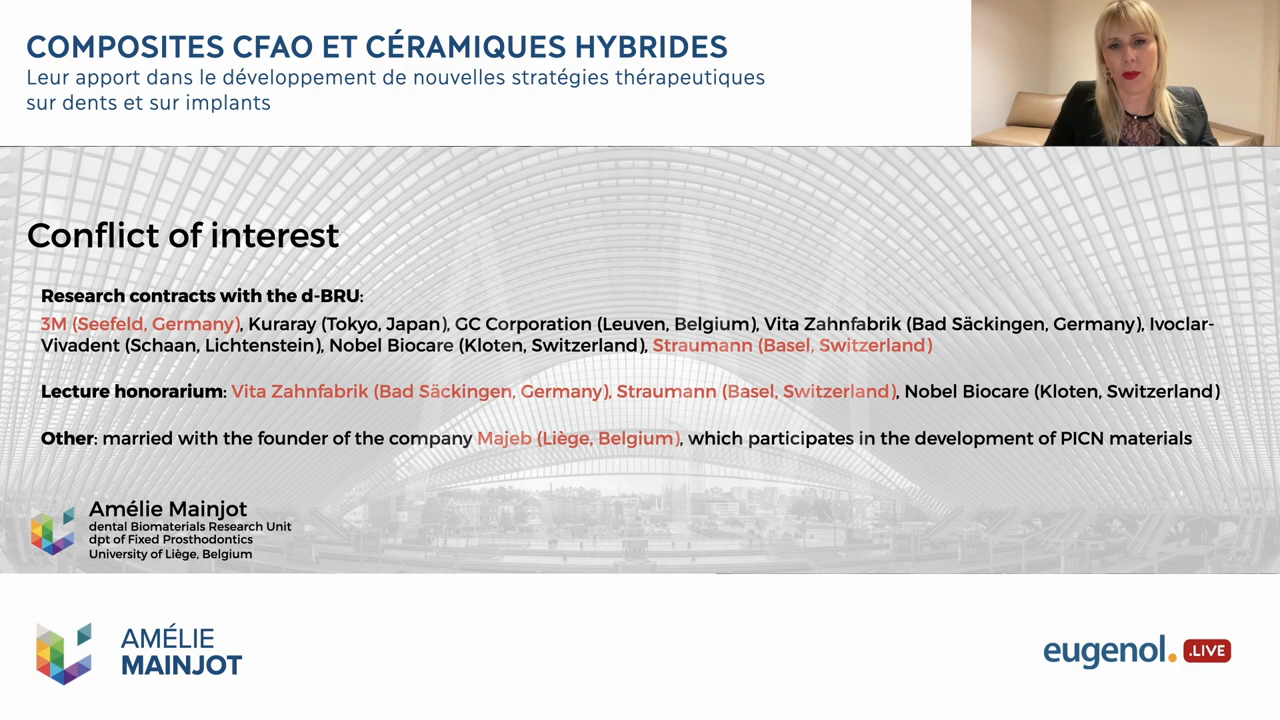 COMPOSITES CFAO ET CÉRAMIQUES HYBRIDES
Leur apport dans le développement de nouvelles stratégies thérapeutiques
sur dents et sur implants
Conflict of interest
Research contracts with the d-BRU:
3M (Seefeld, Germany), Kuraray (Tokyo, Japan), GC Corporation (Leuven, Belgium), Vita Zahnfabrik (Bad Säckingen, Germany), Ivoclar-
Vivadent (Schaan, Lichtenstein), Nobel Biocare (Kloten, Switzerland), Straumann (Basel, Switzerland)
Lecture honorarium: Vita Zahnfabrik (Bad Säckingen, Germany), Straumann (Basel, Switzerland), Nobel Biocare (Kloten, Switzerland)
Other: married with the founder of the company Majeb (Liège, Belgium), which participates in the development of PICN materials
Amélie Mainjot
dental Biomaterials Research Unit
dpt of Fixed Prosthodontics
University of Liège, Belgium
AMÉLIE
MAINJOT
eugenol. .LIVE